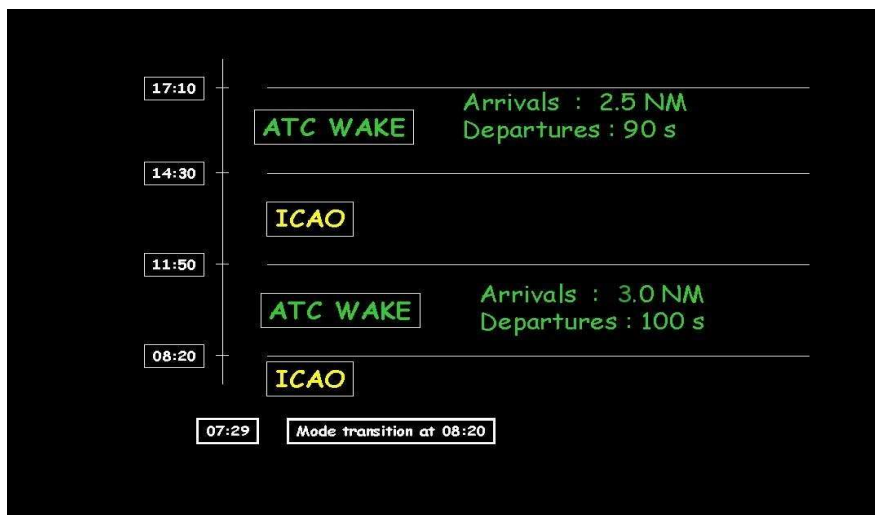 17:10
Arrivals : 2.5 NM
ATC WAKE
Departures : 90 s
14:30
ICAO
11:50
Arrivals : 3.0 NM
ATC WAKE
Departures : 100 s
08:20
ICAO
07:29 Mode transition at 08:20